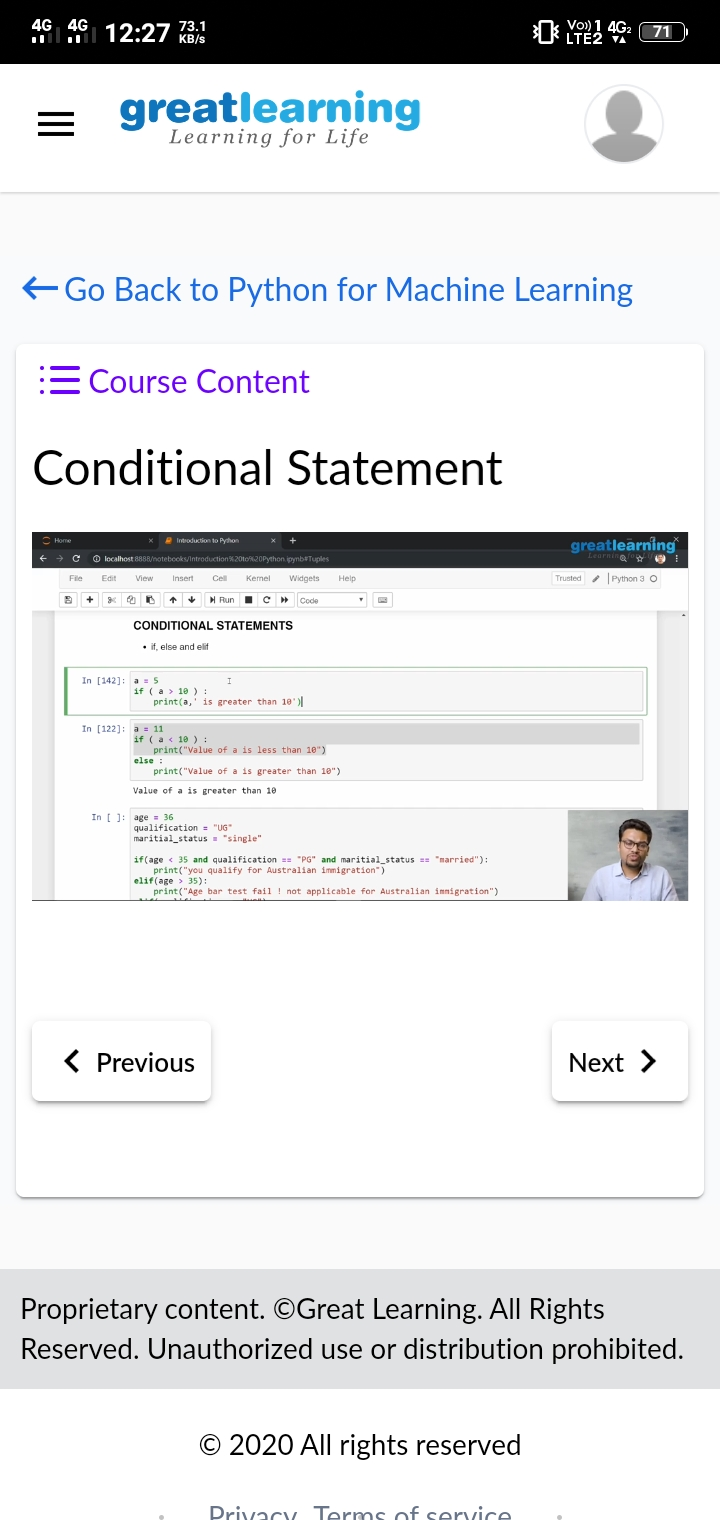 4G 4G 12:27 73.1 KB/s Vo)) 1 LTE2 4G2 71
greatlearning
Learning for Life
Go Back to Python for Machine Learning
Course Content
Conditional Statement
Home Introduction to Python
greatlearning
localhost:8888/notebooks/Introduction%20to%20Python.ipynb#Tuples
File Edit View Insert Cell Kernel Widgets Help Trusted Python 3
Run Code
CONDITIONAL STATEMENTS
• if, else and elif
In [142]: a = 5
if ( a > 10 ) :
print(a,' is greater than 10')
In [122]: a = 11
if ( a < 10 ) :
print("Value of a is less than 10")
else :
print("Value of a is greater than 10")
Value of a is greater than 10
In [ ]: age = 36
qualification = "UG"
maritial_status = "single"
if(age < 35 and qualification == "PG" and maritial_status == "married"):
print("you qualify for Australian immigration")
elif(age > 35):
print("Age bar test fail ! not applicable for Australian immigration")
Previous
Next
Proprietary content. ©Great Learning. All Rights
Reserved. Unauthorized use or distribution prohibited.
© 2020 All rights reserved
Privacy Terms of service